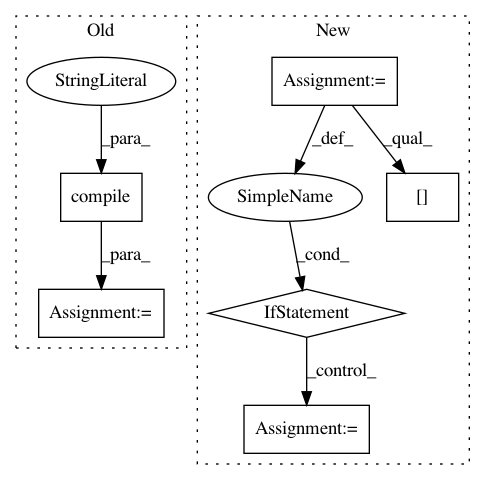 Old
New
StringLiteral
Assignment:=
_para_
_def_
_qual_
compile
SimpleName
[]
_para_
_cond_
Assignment:=
IfStatement
_control_
Assignment:=